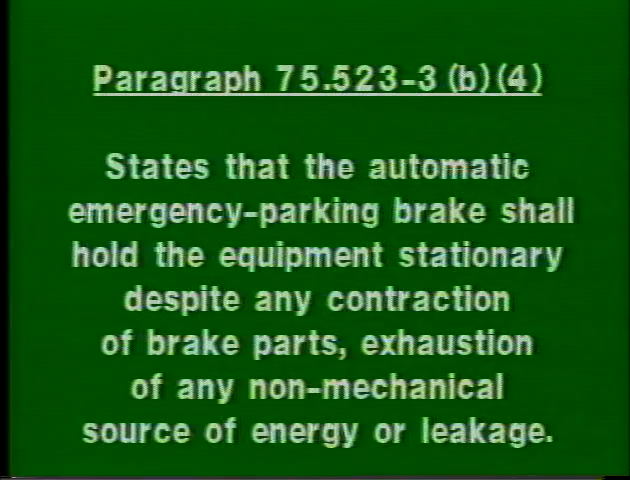 Paragraph 75.523-3 (b)(4)
States that the automatic
emergency-parking brake shall
hold the equipment stationary
despite any contraction
of brake parts, exhaustion
of any non-mechanical
source of energy or leakage.